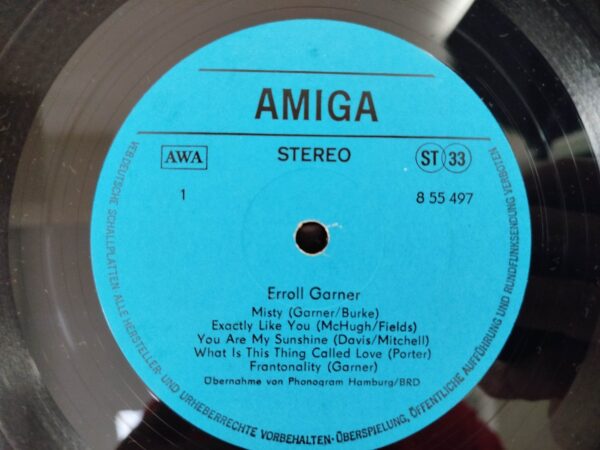 AMIGA
AWA
STEREO
ST 33
1
8 55 497
Erroll Garner
Misty (Garner/Burke)
Exactly Like You (McHugh/Fields)
You Are My Sunshine (Davis/Mitchell)
What Is This Thing Called Love (Porter)
Frantonality (Garner)
Übernahme von Phonogram Hamburg/BRD
VEB DEUTSCHE SCHALLPLATTEN ALLE HERSTELLER- UND URHEBERRECHTE VORBEHALTEN · ÜBERSPIELUNG, ÖFFENTLICHE AUFFÜHRUNG UND RUNDFUNKSENDUNG VERBOTEN